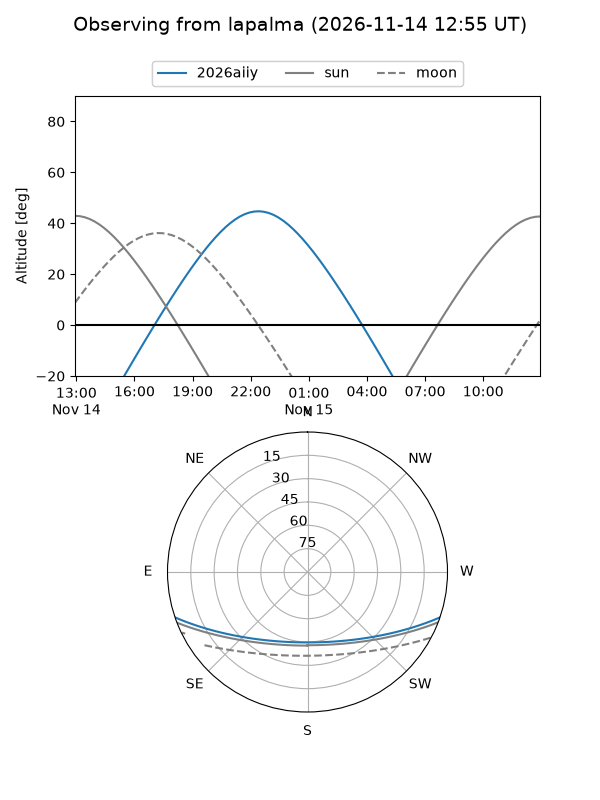 Observing from lapalma (2026-11-14 12:55 UT)
2026aiiy sun moon
Altitude [deg]
80
60
40
20
0
−20
13:00 16:00 19:00 22:00 01:00 04:00 07:00 10:00
Nov 14 Nov 15
N
NE NW
15
30
45
60
75
E W
SE SW
S